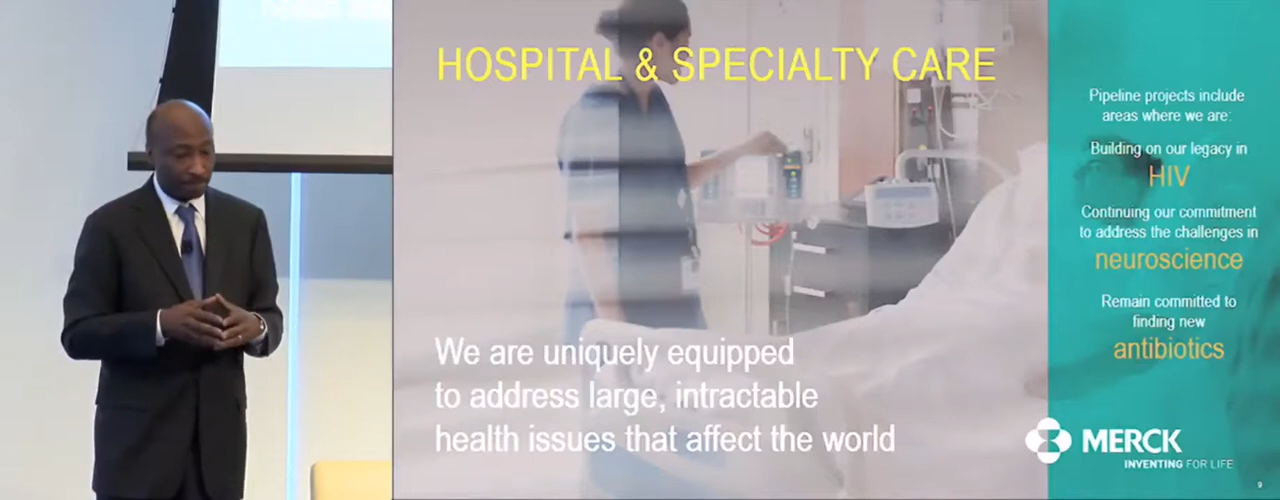 HOSPITAL & SPECIALTY CARE
We are uniquely equipped
to address large, intractable
health issues that affect the world
Pipeline projects include
areas where we are:
Building on our legacy in
HIV
Continuing our commitment
to address the challenges in
neuroscience
Remain committed to
finding new
antibiotics
MERCK
INVENTING FOR LIFE
9